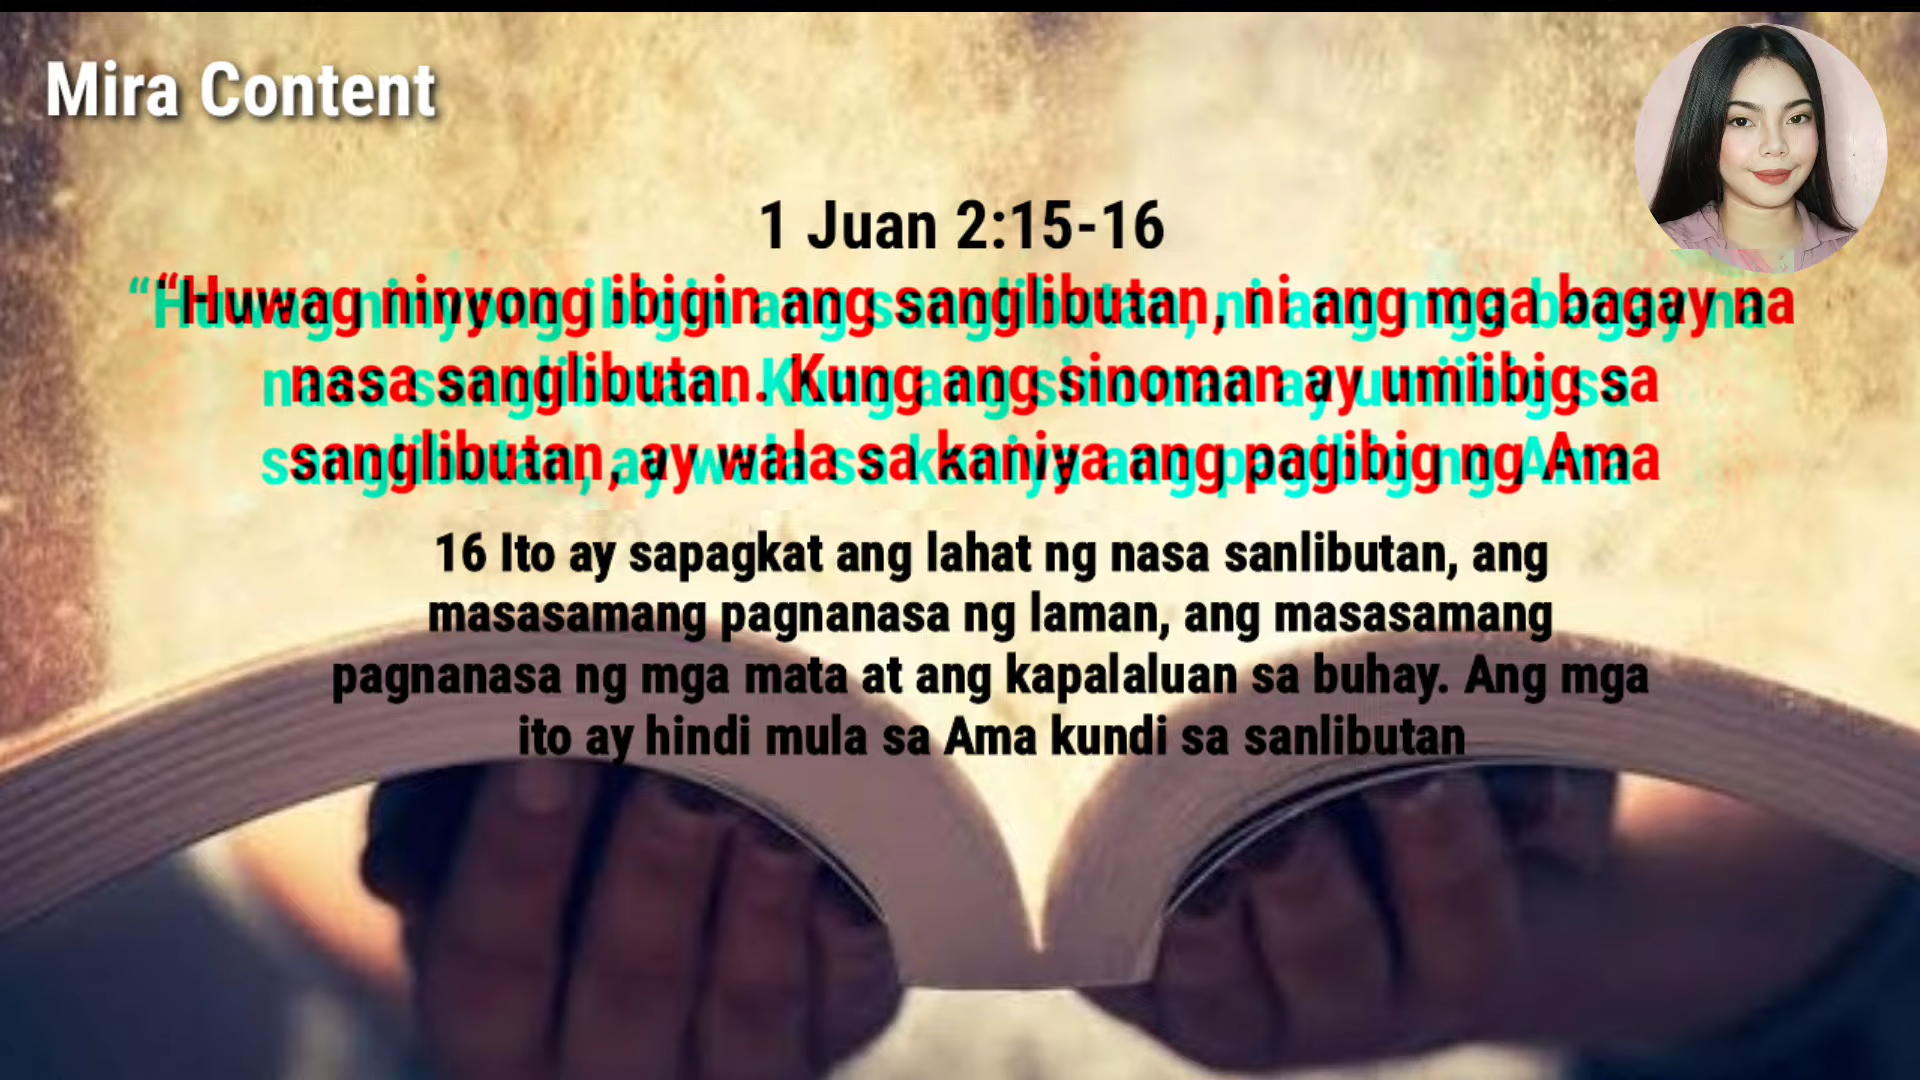 Mira Content
1 Juan 2:15-16
“Huwag ninyong ibigin ang sanglibutan, ni ang mga bagay na
nasa sanglibutan. Kung ang sinoman ay umiibig sa
sanglibutan, ay wala sa kaniya ang pagibig ng Ama
16 Ito ay sapagkat ang lahat ng nasa sanlibutan, ang
masasamang pagnanasa ng laman, ang masasamang
pagnanasa ng mga mata at ang kapalaluan sa buhay. Ang mga
ito ay hindi mula sa Ama kundi sa sanlibutan